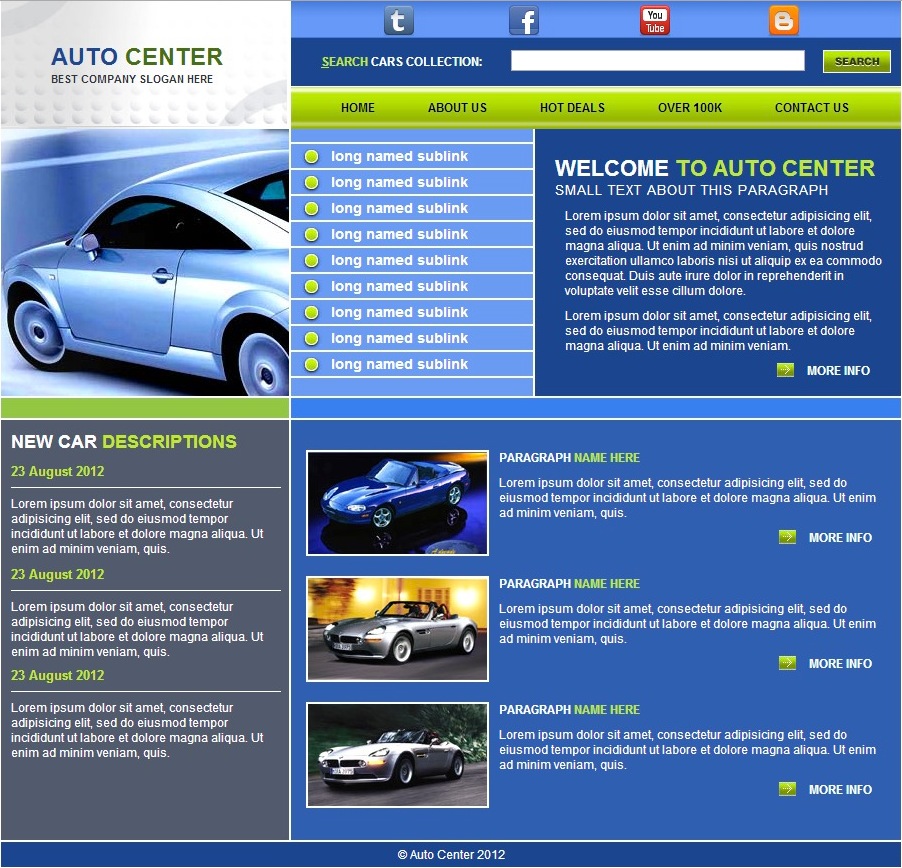 AUTO CENTER
BEST COMPANY SLOGAN HERE
t
f
You
Tube
SEARCH CARS COLLECTION:
SEARCH
HOME
ABOUT US
HOT DEALS
OVER 100K
CONTACT US
long named sublink
long named sublink
long named sublink
long named sublink
long named sublink
long named sublink
long named sublink
long named sublink
long named sublink
WELCOME TO AUTO CENTER
SMALL TEXT ABOUT THIS PARAGRAPH
Lorem ipsum dolor sit amet, consectetur adipisicing elit,
sed do eiusmod tempor incididunt ut labore et dolore
magna aliqua. Ut enim ad minim veniam, quis nostrud
exercitation ullamco laboris nisi ut aliquip ex ea commodo
consequat. Duis aute irure dolor in reprehenderit in
voluptate velit esse cillum dolore.
Lorem ipsum dolor sit amet, consectetur adipisicing elit,
sed do eiusmod tempor incididunt ut labore et dolore
magna aliqua. Ut enim ad minim veniam.
MORE INFO
NEW CAR DESCRIPTIONS
23 August 2012
Lorem ipsum dolor sit amet, consectetur
adipisicing elit, sed do eiusmod tempor
incididunt ut labore et dolore magna aliqua. Ut
enim ad minim veniam, quis.
23 August 2012
Lorem ipsum dolor sit amet, consectetur
adipisicing elit, sed do eiusmod tempor
incididunt ut labore et dolore magna aliqua. Ut
enim ad minim veniam, quis.
23 August 2012
Lorem ipsum dolor sit amet, consectetur
adipisicing elit, sed do eiusmod tempor
incididunt ut labore et dolore magna aliqua. Ut
enim ad minim veniam, quis.
PARAGRAPH NAME HERE
Lorem ipsum dolor sit amet, consectetur adipisicing elit, sed do
eiusmod tempor incididunt ut labore et dolore magna aliqua. Ut enim
ad minim veniam, quis.
MORE INFO
PARAGRAPH NAME HERE
Lorem ipsum dolor sit amet, consectetur adipisicing elit, sed do
eiusmod tempor incididunt ut labore et dolore magna aliqua. Ut enim
ad minim veniam, quis.
MORE INFO
PARAGRAPH NAME HERE
Lorem ipsum dolor sit amet, consectetur adipisicing elit, sed do
eiusmod tempor incididunt ut labore et dolore magna aliqua. Ut enim
ad minim veniam, quis.
MORE INFO
© Auto Center 2012